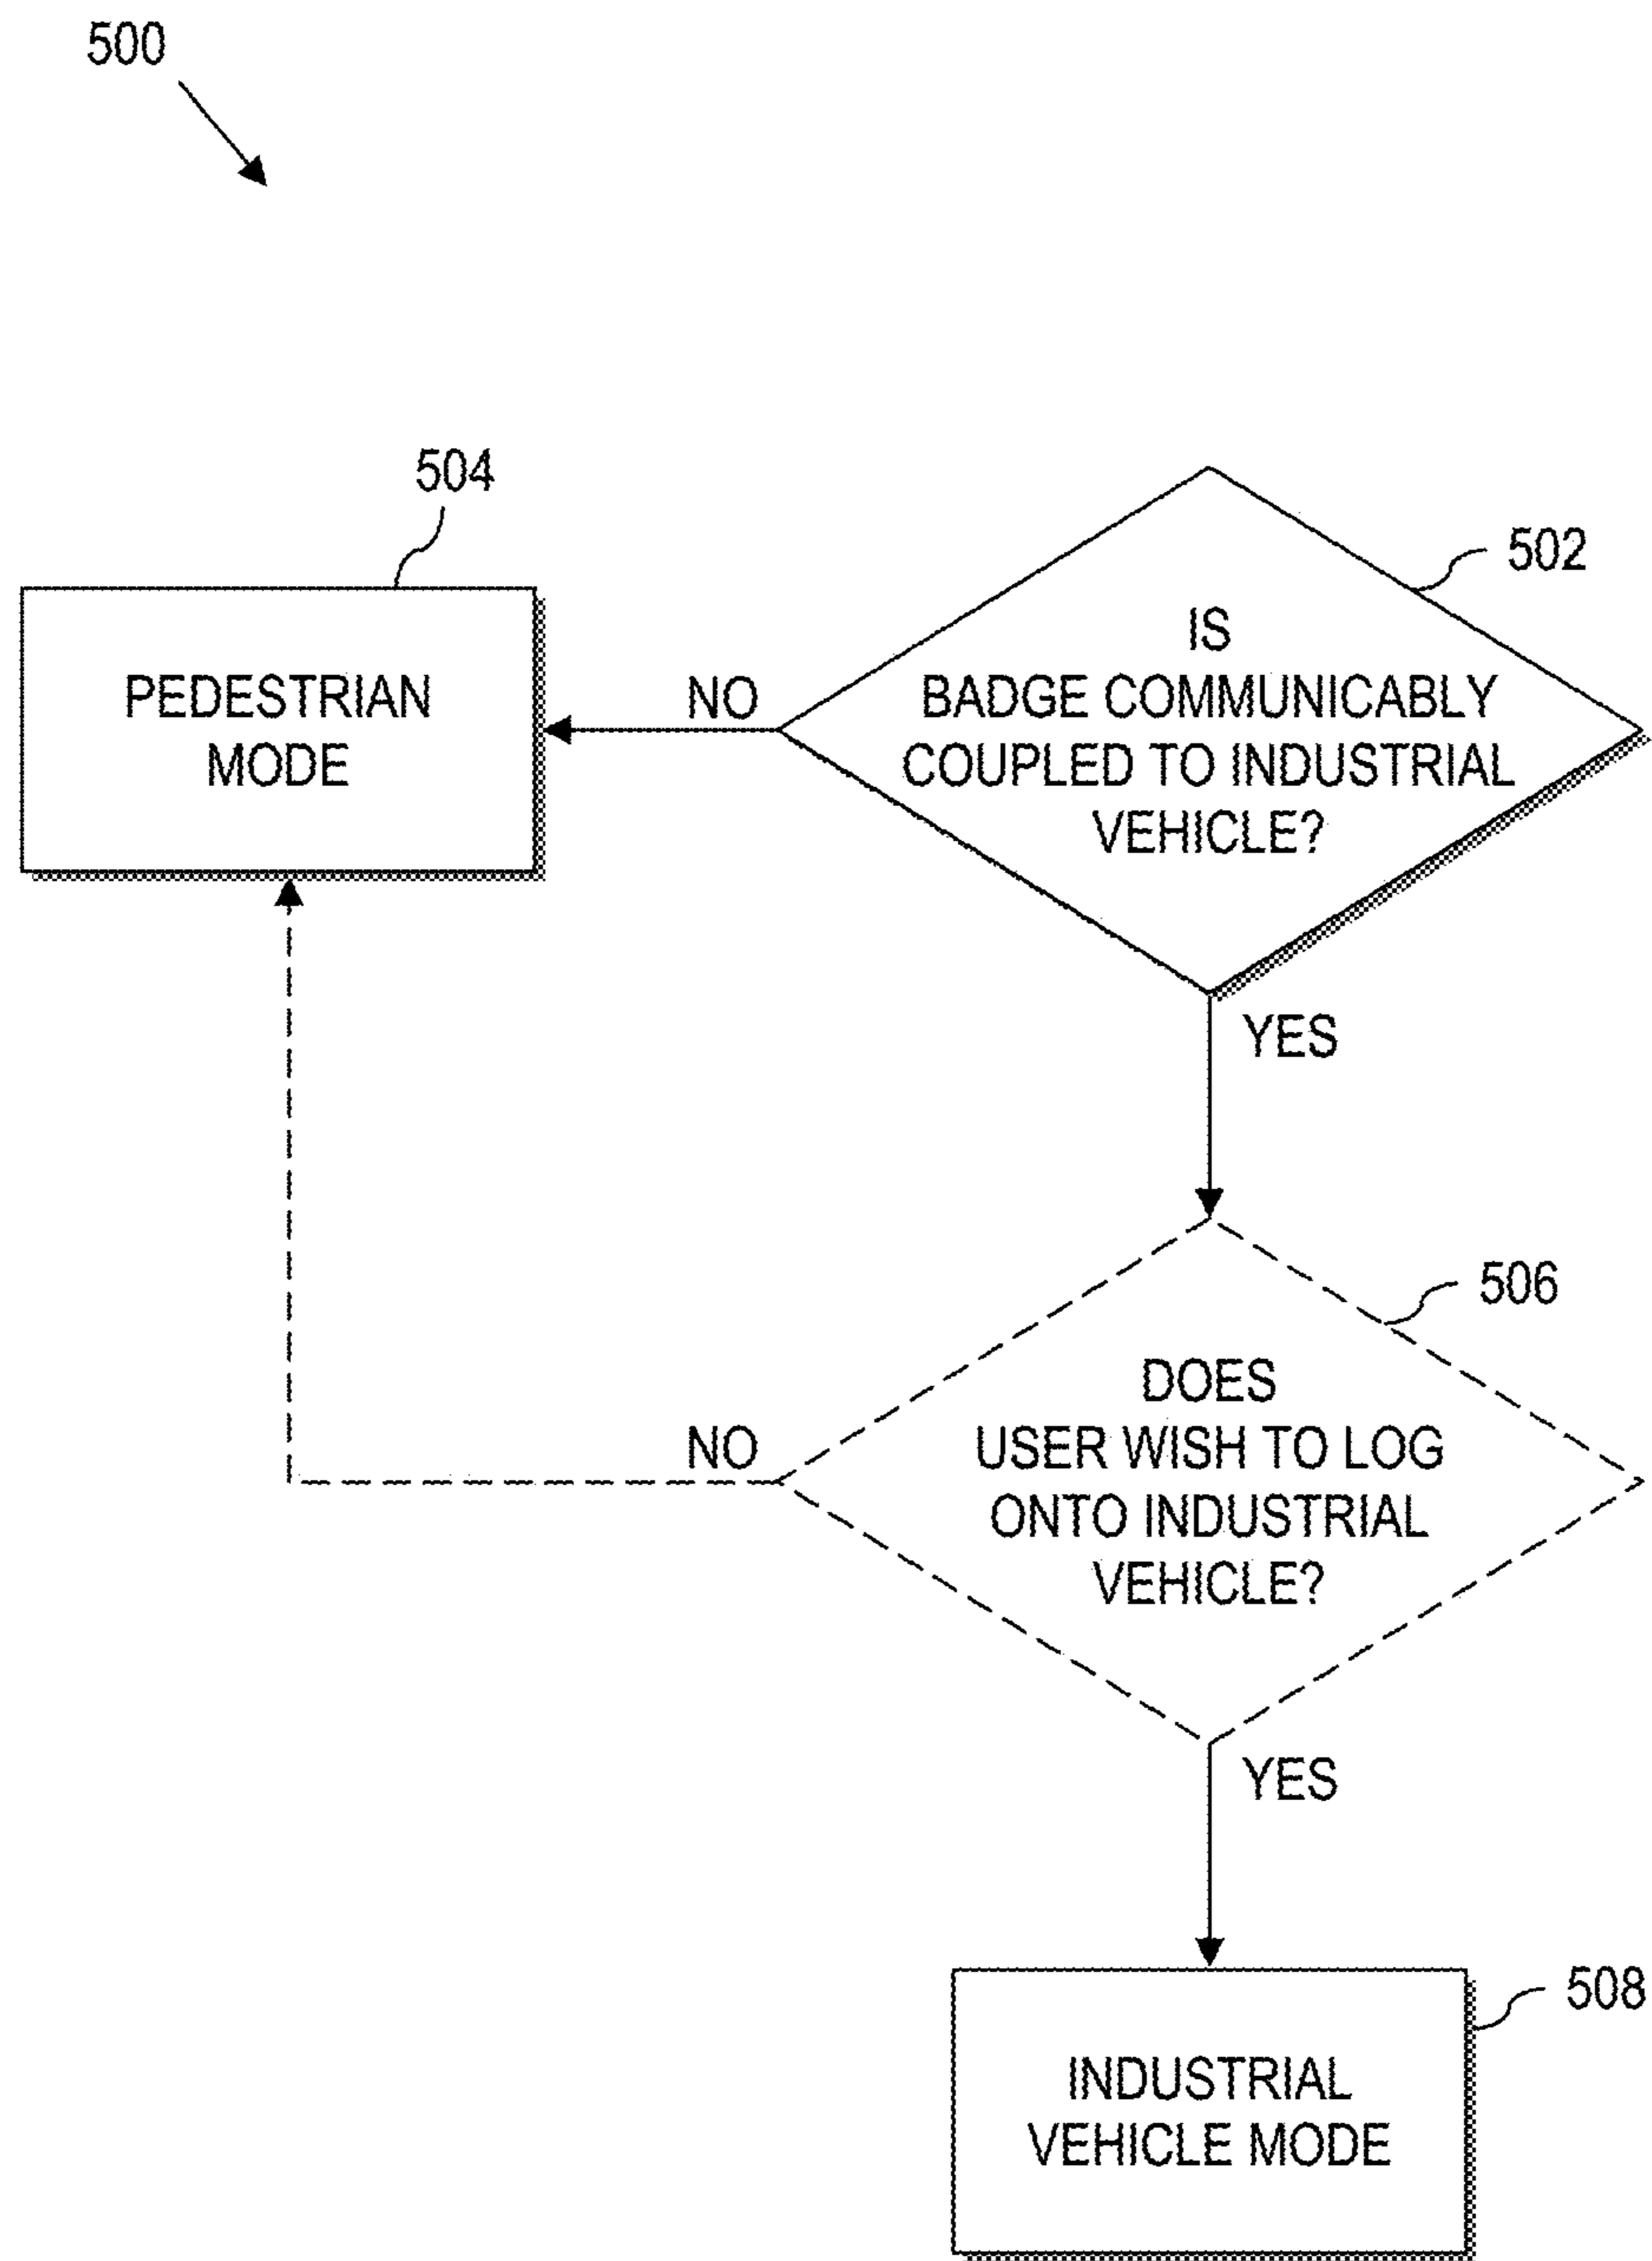 500
504
502
IS
BADGE COMMUNICABLY
COUPLED TO INDUSTRIAL
VEHICLE?
PEDESTRIAN
MODE
NO
YES
506
DOES
USER WISH TO LOG
ONTO INDUSTRIAL
VEHICLE?
NO
YES
508
INDUSTRIAL
VEHICLE MODE